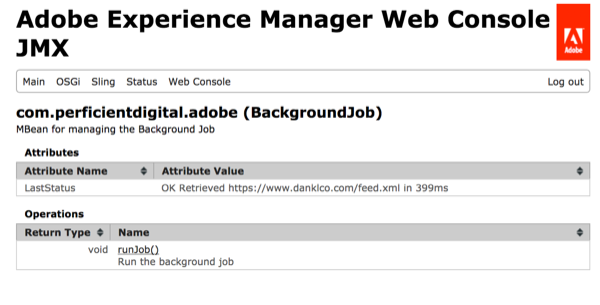 Adobe Experience Manager Web Console
JMX
Adobe
Main OSGi Sling Status Web Console Log out
com.perficientdigital.adobe (BackgroundJob)
MBean for managing the Background Job
Attributes
Attribute Name Attribute Value
LastStatus OK Retrieved https://www.danklco.com/feed.xml in 399ms
Operations
Return Type Name
void runJob()
Run the background job